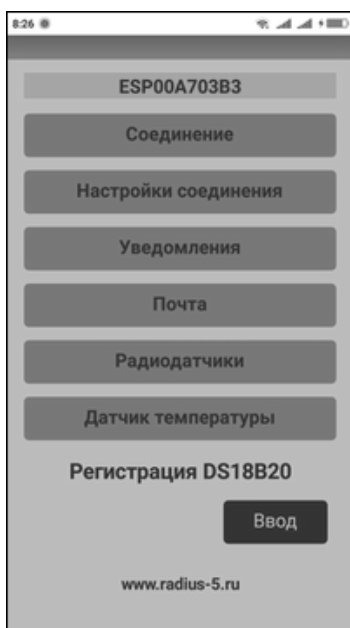 8:26
ESP00A703B3
Соединение
Настройки соединения
Уведомления
Почта
Радиодатчики
Датчик температуры
Регистрация DS18B20
Ввод
www.radius-5.ru